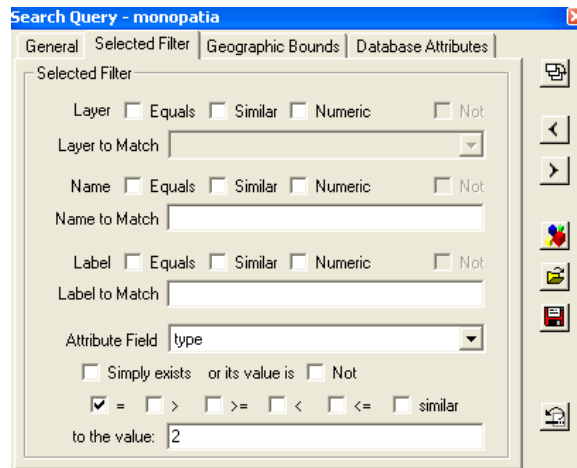 Search Query - monopatia
General Selected Filter Geographic Bounds Database Attributes
Selected Filter
Layer Equals Similar Numeric Not
Layer to Match
Name Equals Similar Numeric Not
Name to Match
Label Equals Similar Numeric Not
Label to Match
Attribute Field type
Simply exists or its value is Not
= > >= < <= similar
to the value: 2